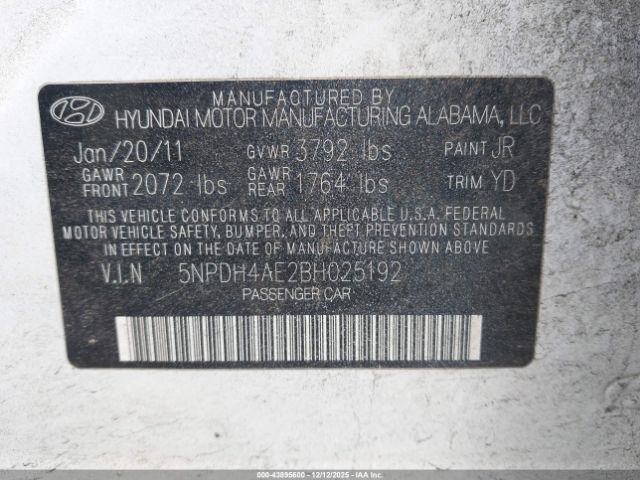 MANUFACTURED BY
HYUNDAI MOTOR MANUFACTURING ALABAMA, LLC
Jan/20/11 GVWR 3792 lbs PAINT JR
GAWR FRONT 2072 lbs GAWR REAR 1764 lbs TRIM YD
THIS VEHICLE CONFORMS TO ALL APPLICABLE U.S.A. FEDERAL
MOTOR VEHICLE SAFETY, BUMPER, AND THEFT PREVENTION STANDARDS
IN EFFECT ON THE DATE OF MANUFACTURE SHOWN ABOVE.
V.I.N 5NPDH4AE2BH025192
PASSENGER CAR
000-43895600 - 12/12/2025 - IAAI.COM